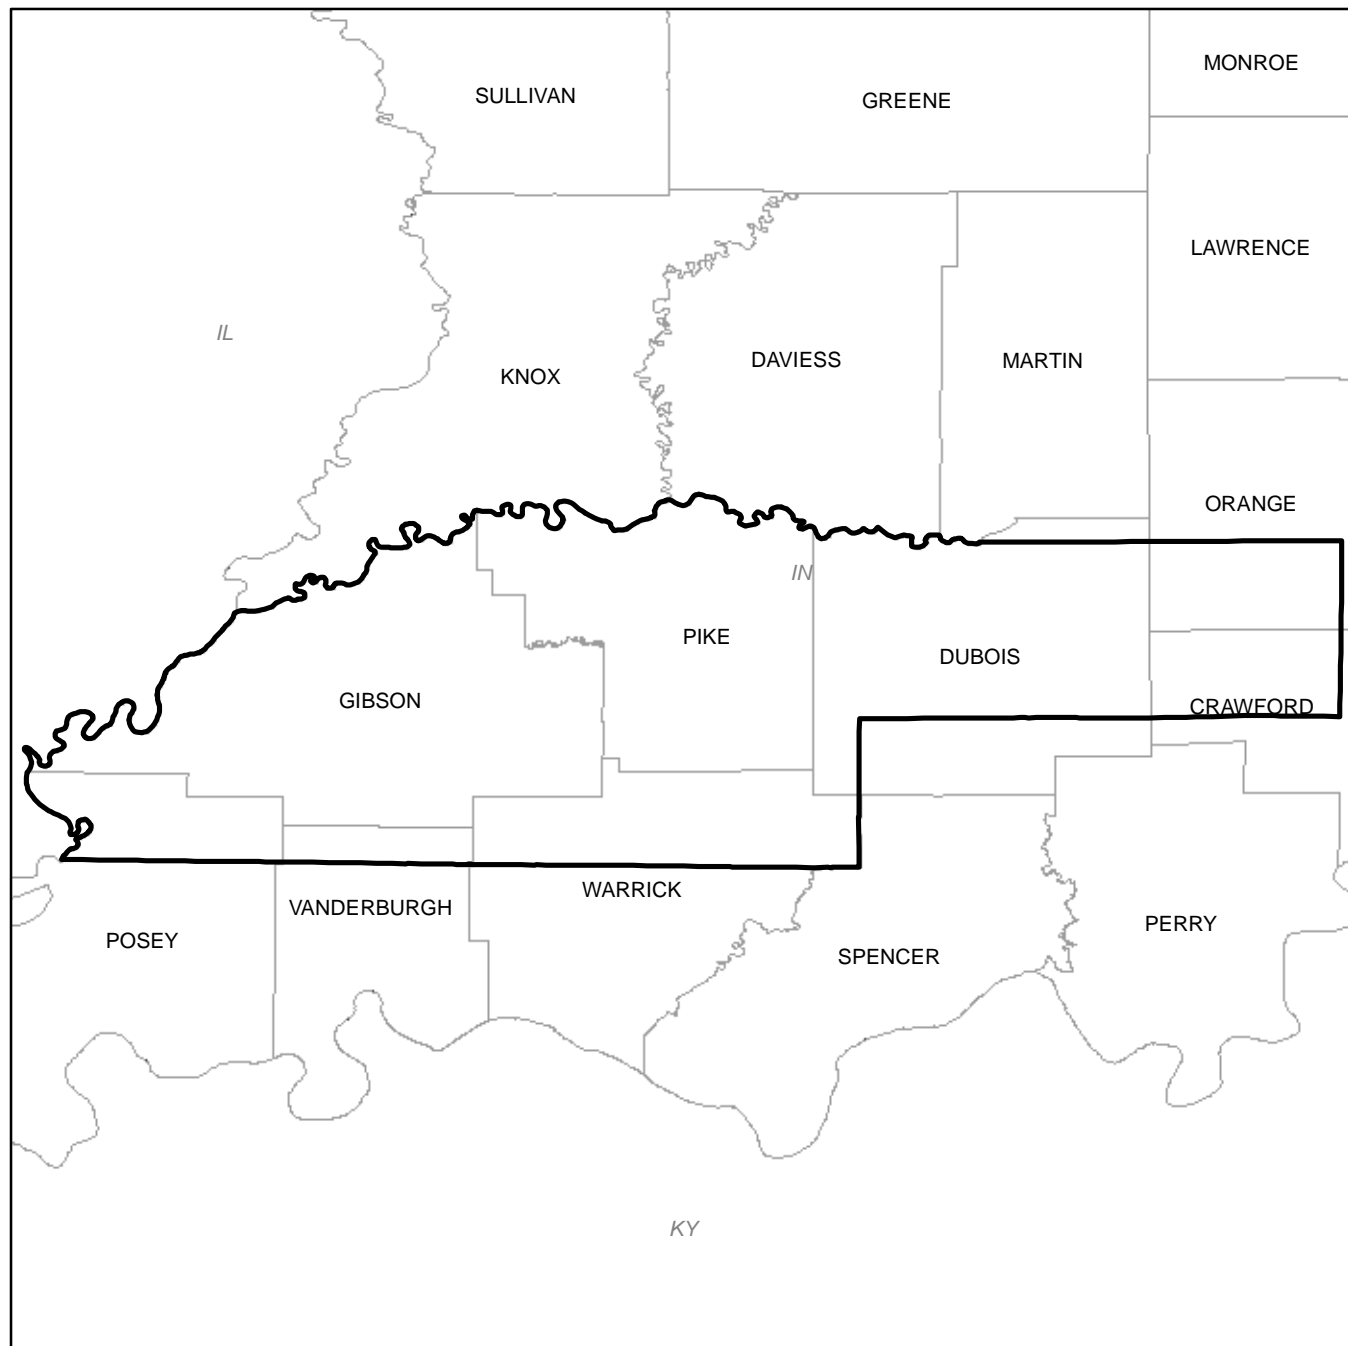 MONROE
SULLIVAN
GREENE
LAWRENCE
IL
DAVIESS
MARTIN
KNOX
ORANGE
IN
PIKE
DUBOIS
GIBSON
CRAWFORD
WARRICK
VANDERBURGH
PERRY
POSEY
SPENCER
KY